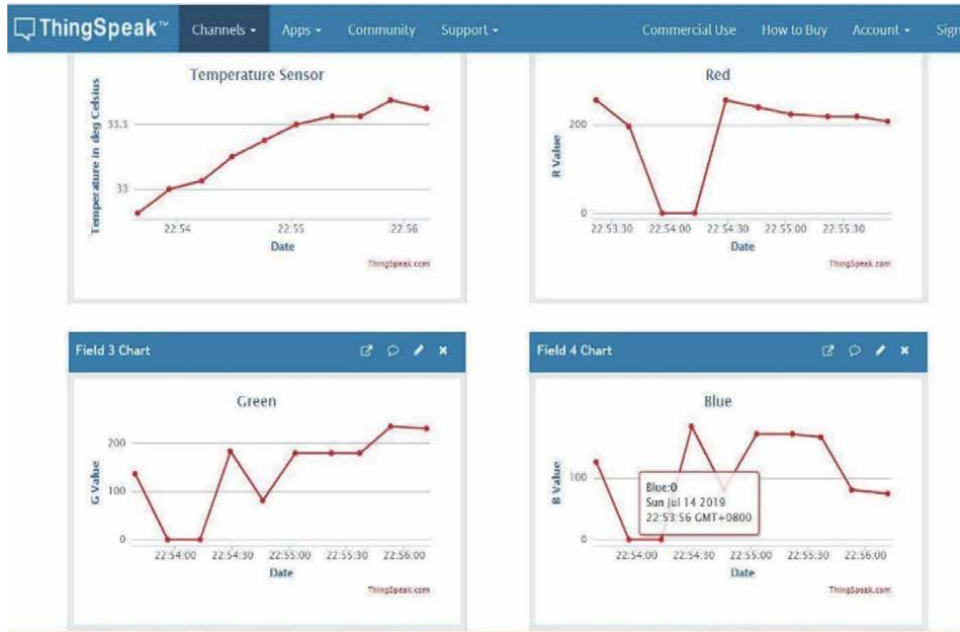 ThingSpeak™ Channels Apps Community Support Commercial Use How to Buy Account Sign
Temperature Sensor
Temperature in deg Celsius
33.5
33
22:54 22:55 22:56
Date
ThingSpeak.com
Red
R Value
200
0
22:53:30 22:54:00 22:54:30 22:55:00 22:55:30
Date
ThingSpeak.com
Field 3 Chart
Green
G Value
200
100
0
22:54:00 22:54:30 22:55:00 22:55:30 22:56:00
Date
ThingSpeak.com
Field 4 Chart
Blue
B Value
100
0
Blue:0
Sun Jul 14 2019
22:53:56 GMT+0800
22:54:00 22:54:30 22:55:00 22:55:30 22:56:00
Date
ThingSpeak.com